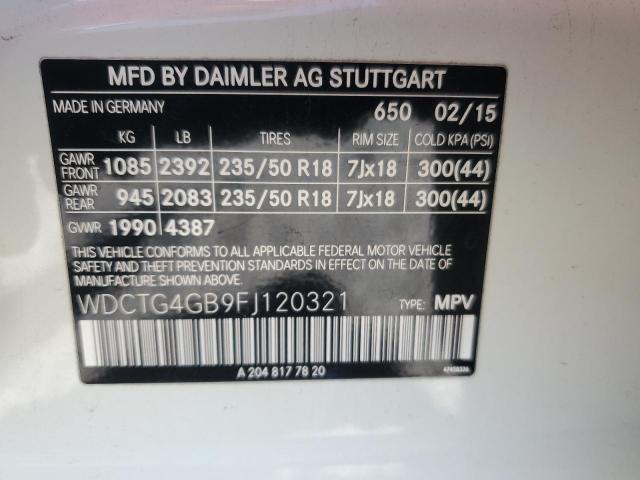 MFD BY DAIMLER AG STUTTGART
MADE IN GERMANY 650 02/15
KG LB TIRES RIM SIZE COLD KPA (PSI)
GAWR FRONT 1085 2392 235/50 R18 7Jx18 300(44)
GAWR REAR 945 2083 235/50 R18 7Jx18 300(44)
GVWR 1990 4387
THIS VEHICLE CONFORMS TO ALL APPLICABLE FEDERAL MOTOR VEHICLE
SAFETY AND THEFT PREVENTION STANDARDS IN EFFECT ON THE DATE
OF MANUFACTURE SHOWN ABOVE.
WDCTG4GB9FJ120321 TYPE: MPV
A 204 817 78 20